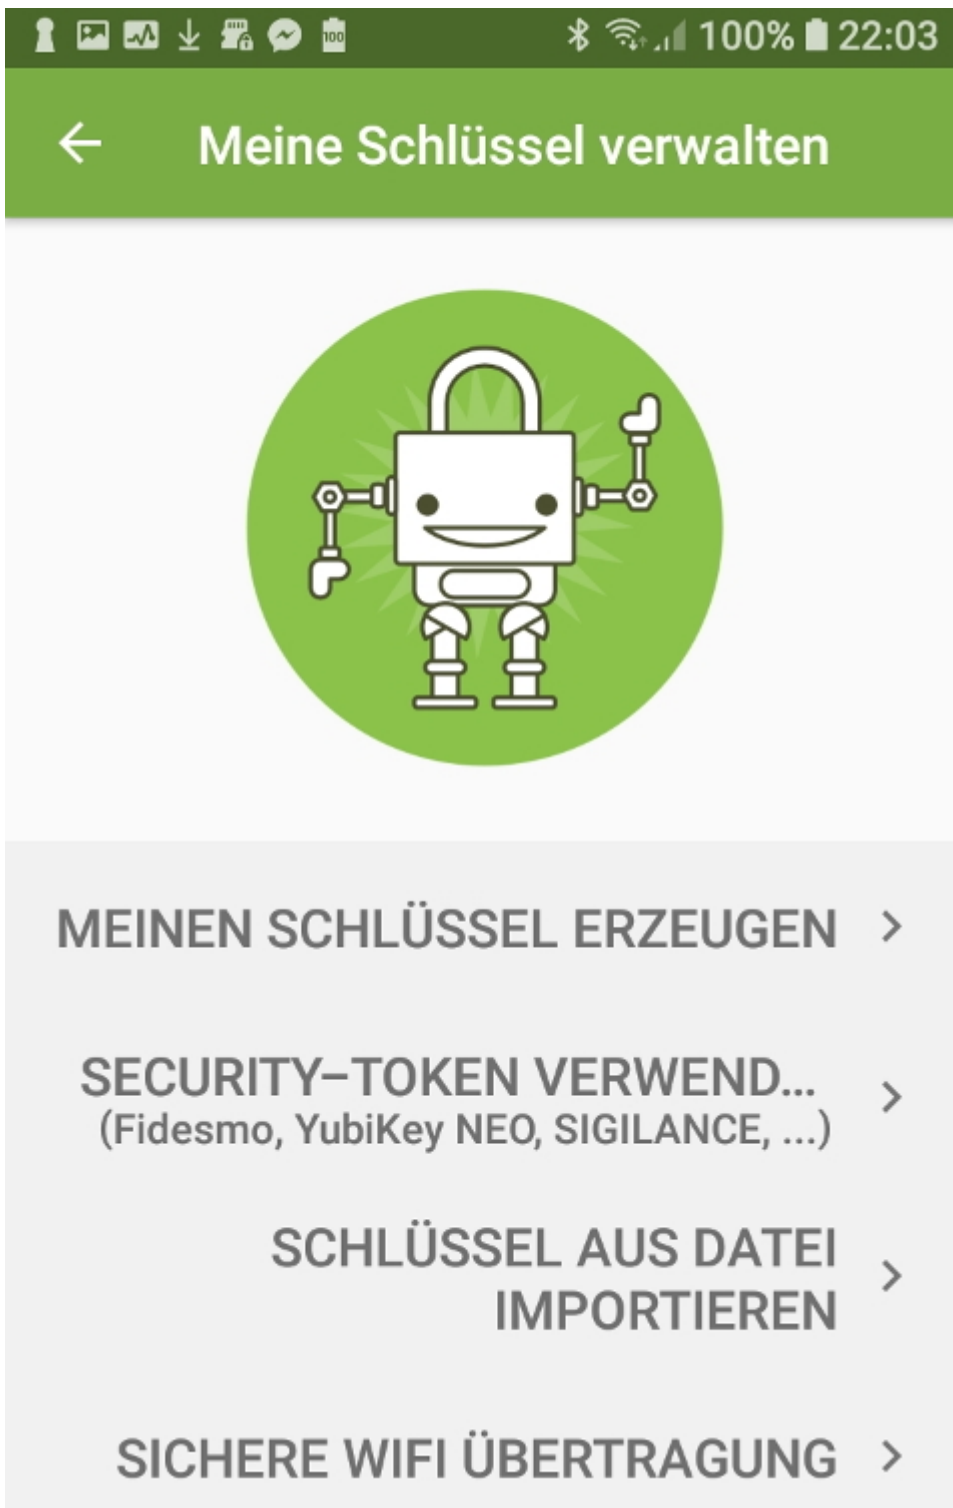 100
100% 22:03
Meine Schlüssel verwalten
MEINEN SCHLÜSSEL ERZEUGEN
SECURITY–TOKEN VERWEND...
(Fidesmo, YubiKey NEO, SIGILANCE, ...)
SCHLÜSSEL AUS DATEI
IMPORTIEREN
SICHERE WIFI ÜBERTRAGUNG